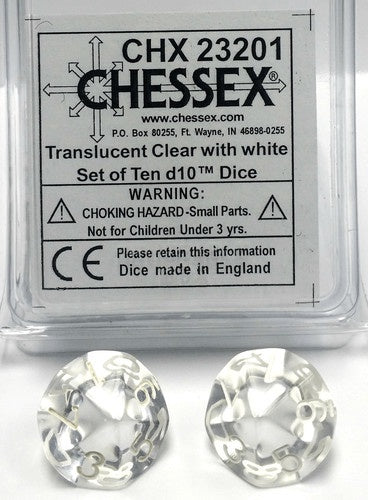 CHX 23201
CHESSEX®
www.chessex.com
P.O. Box 80255, Ft. Wayne, IN 46898-0255
Translucent Clear with white
Set of Ten d10™ Dice
WARNING:
CHOKING HAZARD-Small Parts.
Not for Children Under 3 yrs.
CE
Please retain this information
Dice made in England